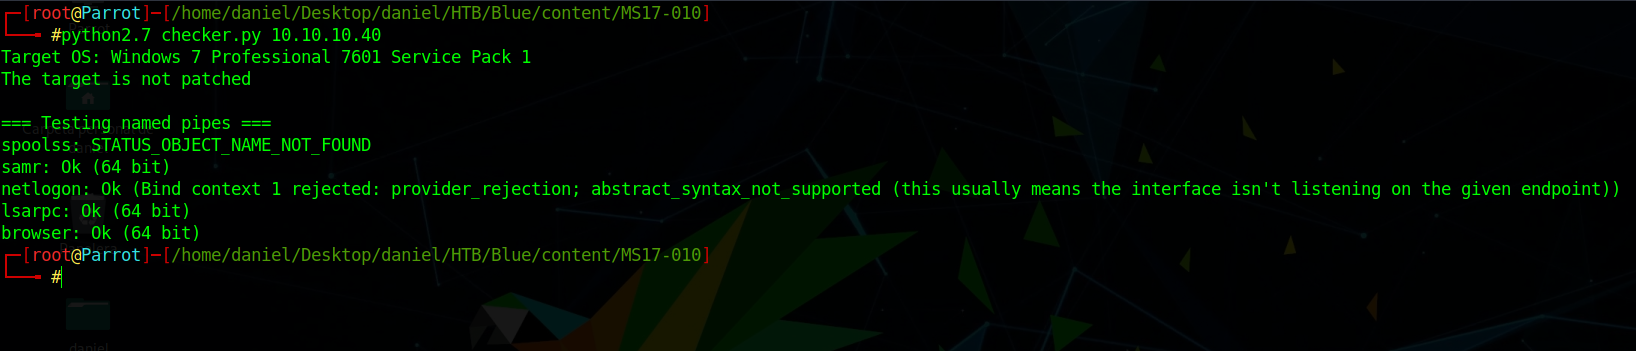 ┌─[root@Parrot]─[/home/daniel/Desktop/daniel/HTB/Blue/content/MS17-010]
└──╼ #python2.7 checker.py 10.10.10.40
Target OS: Windows 7 Professional 7601 Service Pack 1
The target is not patched
=== Testing named pipes ===
spoolss: STATUS_OBJECT_NAME_NOT_FOUND
samr: Ok (64 bit)
netlogon: Ok (Bind context 1 rejected: provider_rejection; abstract_syntax_not_supported (this usually means the interface isn't listening on the given endpoint))
lsarpc: Ok (64 bit)
browser: Ok (64 bit)
┌─[root@Parrot]─[/home/daniel/Desktop/daniel/HTB/Blue/content/MS17-010]
└──╼ #
daniel